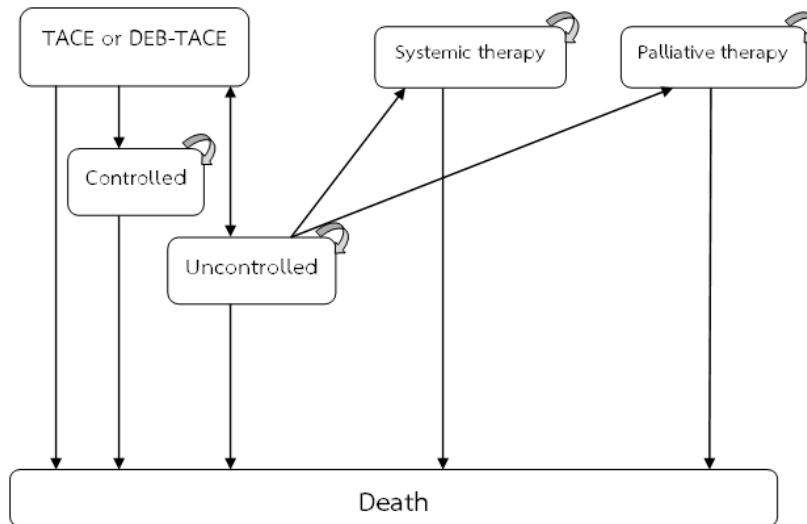 TACE or DEB-TACE
Systemic therapy
Palliative therapy
Controlled
Uncontrolled
Death